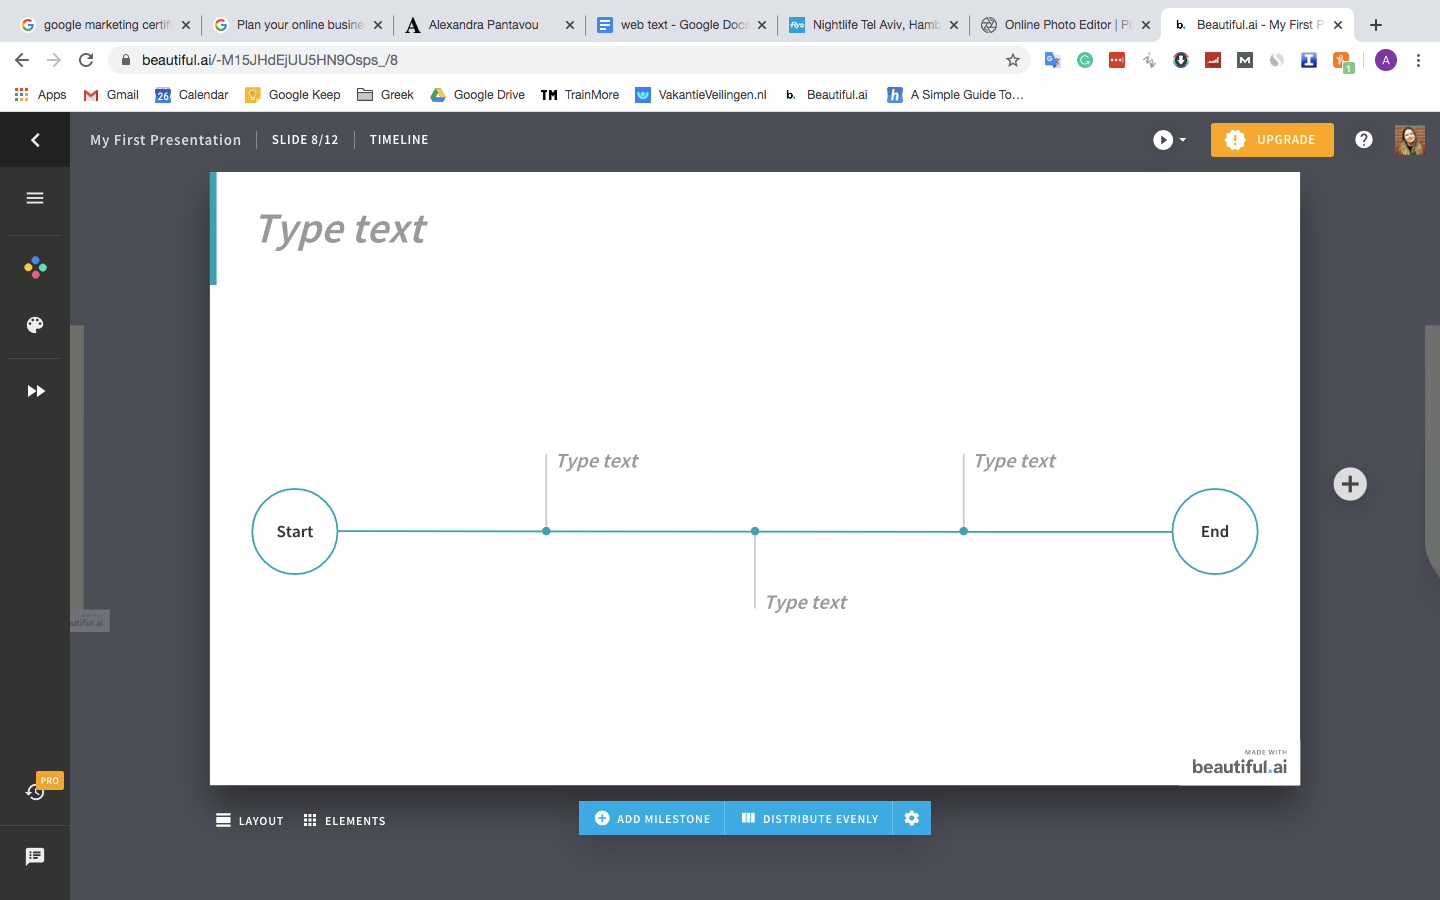 google marketing certifi
Plan your online busine
Alexandra Pantavou
web text - Google Docs
Nightlife Tel Aviv, Hamb
Online Photo Editor | Pi
b. Beautiful.ai - My First P
beautiful.ai/-M15JHdEjUU5HN9Osps_/8
1
A
Apps
Gmail
26 Calendar
Google Keep
Greek
Google Drive
TM TrainMore
VakantieVeilingen.nl
b. Beautiful.ai
h A Simple Guide To...
My First Presentation
SLIDE 8/12
TIMELINE
UPGRADE
Type text
Type text
Type text
Start
End
Type text
MADE WITH
beautiful.ai
PRO
LAYOUT
ELEMENTS
ADD MILESTONE
DISTRIBUTE EVENLY